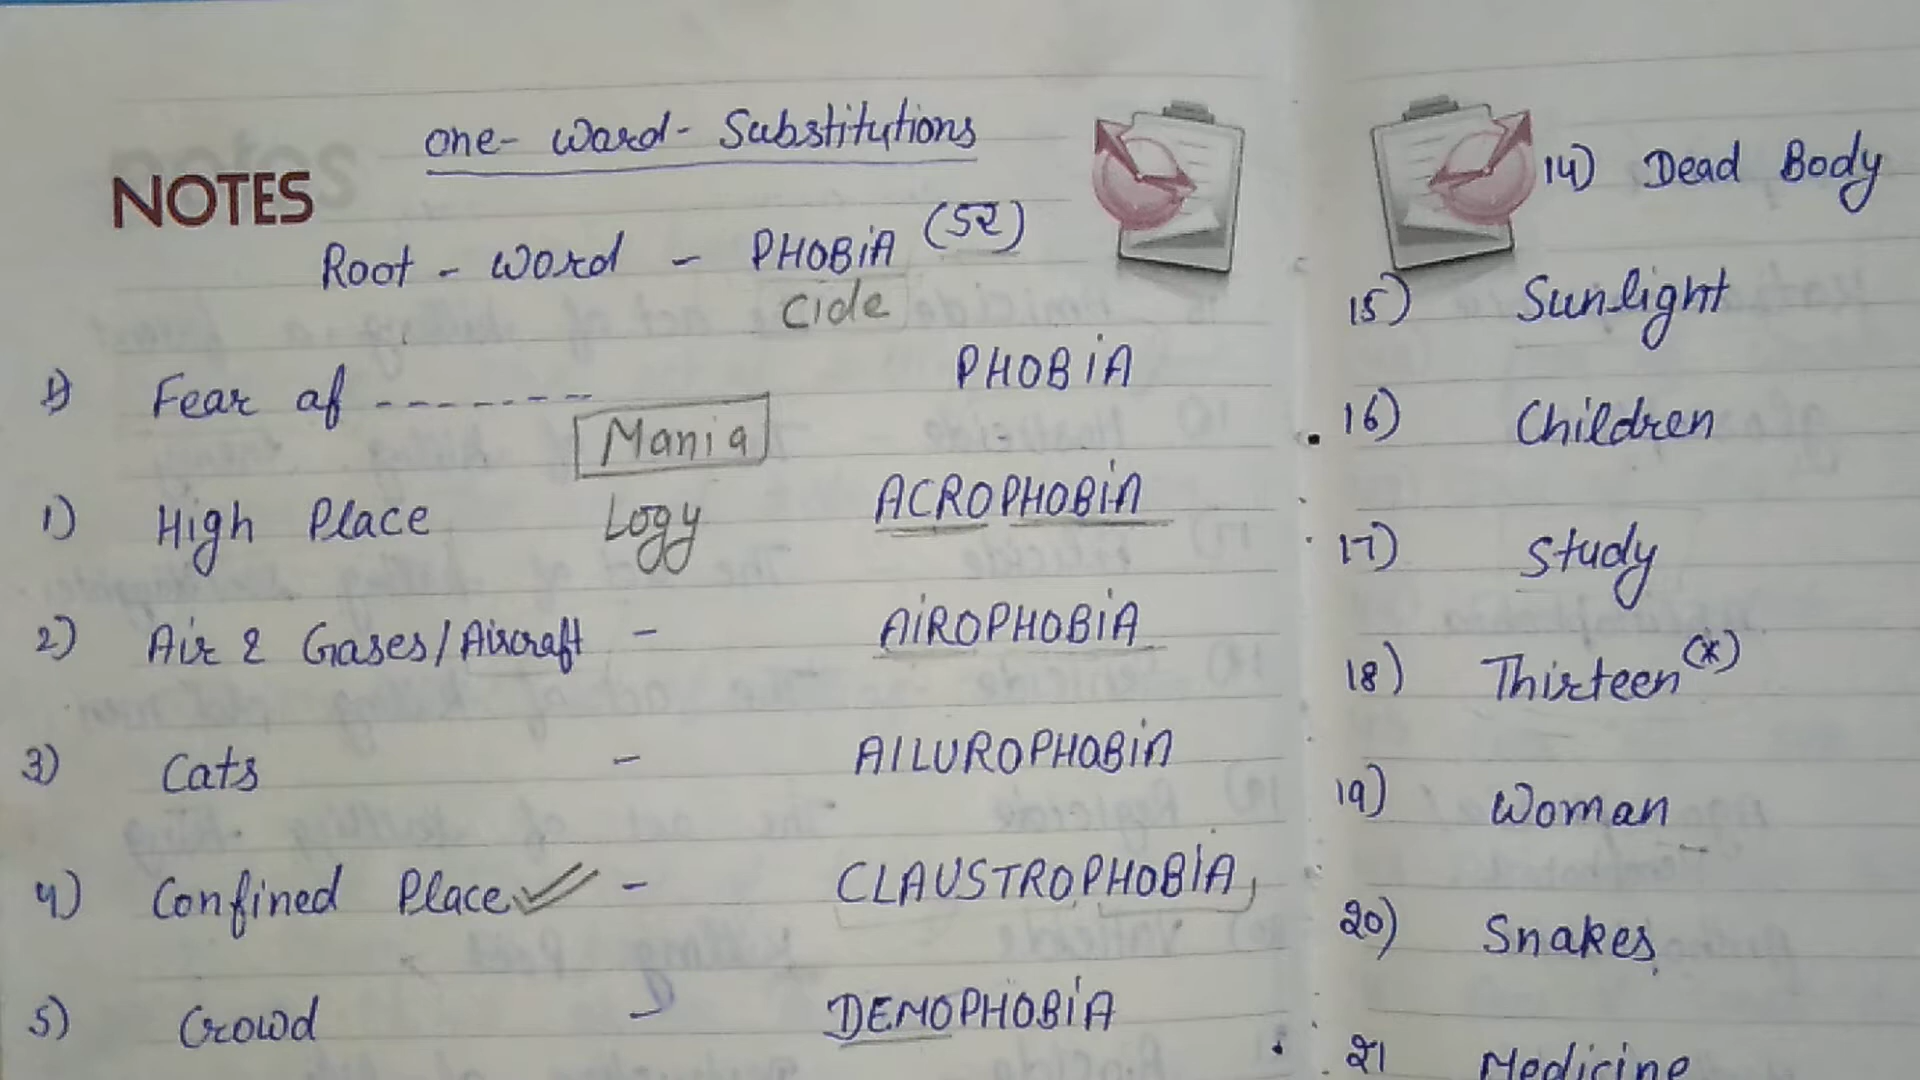 one- word- Substitutions
NOTES
Root - word - PHOBiA (52)
cide
1) Fear of ------- PHOBiA
Mania
1) High Place ACROPHOBiA
Logy
2) Air & Gases/Aircraft - AiROPHOBiA
3) Cats - AILUROPHOBiA
4) Confined Place - CLAUSTROPHOBiA
5) Crowd - DEMOPHOBiA
14) Dead Body
15) Sunlight
16) Children
17) Study
18) Thirteen (*)
19) Woman
20) Snakes
21 Medicine